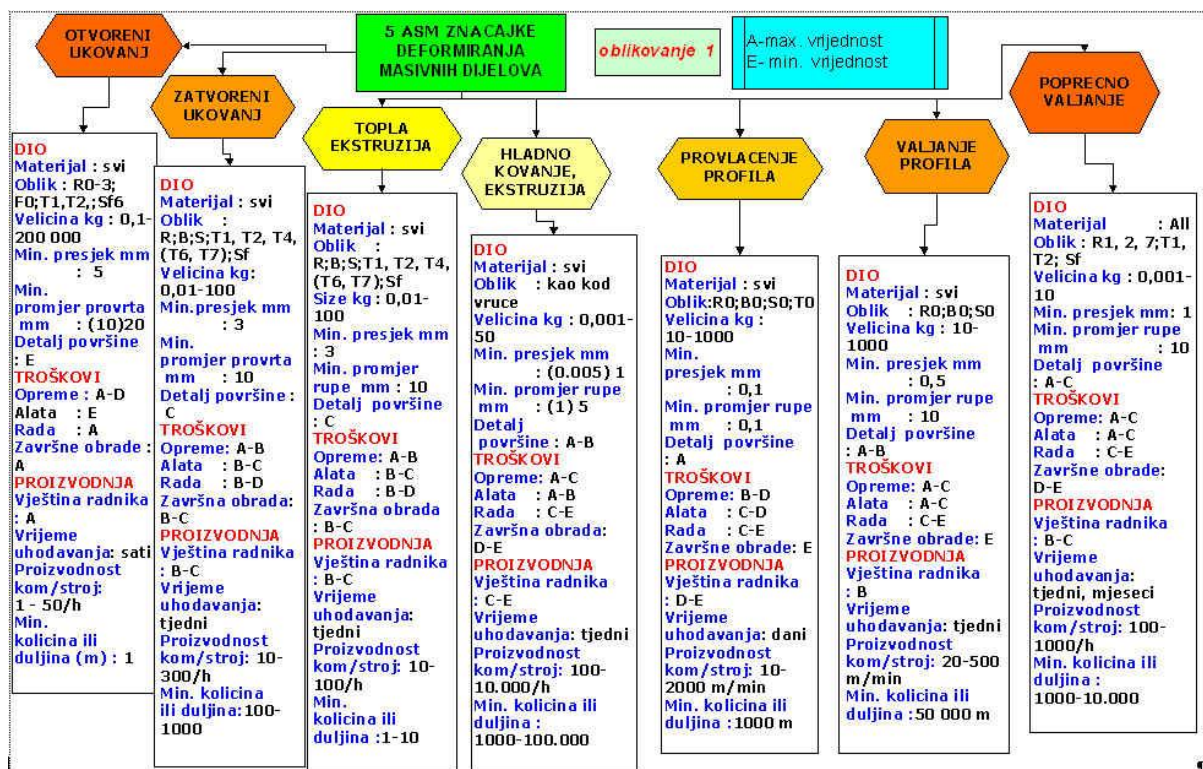 OTVORENI
UKOVANJ
5 ASM ZNACAJKE
DEFORMIRANJA
MASIVNIH DIJELOVA
oblikovanje 1
A-max. vrijednost
E- min. vrijednost
ZATVORENI
UKOVANJ
TOPLA
EKSTRUZIJA
HLADNO
KOVANJE,
EKSTRUZIJA
PROVLACENJE
PROFILA
VALJANJE
PROFILA
POPRECNO
VALJANJE
DIO
Materijal : svi
Oblik : R0-3;
F0;T1,T2,;Sf6
Velicina kg : 0,1-
200 000
Min. presjek mm
: 5
Min.
promjer provrta
mm : (10)20
Detalj površine
: E
TROŠKOVI
Opreme : A-D
Alata : E
Rada : A
Završne obrade :
A
PROIZVODNJA
Vještina radnika
: A
Vrijeme
uhodavanja: sati
Proizvodnost
kom/stroj:
1 - 50/h
Min.
kolicina ili
duljina (m) : 1
DIO
Materijal : svi
Oblik :
R;B;S;T1, T2, T4,
(T6, T7);Sf
Velicina kg:
0,01-100
Min.presjek mm
: 3
Min.
promjer provrta
mm : 10
Detalj površine :
C
TROŠKOVI
Opreme: A-B
Alata : B-C
Rada : B-D
Završna obrada:
B-C
PROIZVODNJA
Vještina radnika
: B-C
Vrijeme
uhodavanja:
tjedni
Proizvodnost
kom/stroj: 10-
300/h
Min. kolicina
ili duljina:100-
1000
DIO
Materijal : svi
Oblik :
R;B;S;T1, T2, T4,
(T6, T7);Sf
Size kg: 0,01-
100
Min. presjek mm
: 3
Min. promjer
rupe mm : 10
Detalj površine
: C
TROŠKOVI
Opreme: A-B
Alata : B-C
Rada : B-D
Završna obrada
: B-C
PROIZVODNJA
Vještina radnika
: B-C
Vrijeme
uhodavanja:
tjedni
Proizvodnost
kom/stroj: 10-
100/h
Min.
kolicina ili
duljina :1-10
DIO
Materijal : svi
Oblik : kao kod
vruce
Velicina kg : 0,001-
50
Min. presjek mm
: (0.005) 1
Min. promjer rupe
mm : (1) 5
Detalj
površine : A-B
TROŠKOVI
Opreme: A-C
Alata : A-B
Rada : C-E
Završna obrada:
D-E
PROIZVODNJA
Vještina radnika
: C-E
Vrijeme
uhodavanja: tjedni
Proizvodnost
kom/stroj: 100-
10.000/h
Min. kolicina ili
duljina :
1000-100.000
DIO
Materijal : svi
Oblik:R0;B0;S0;T0
Velicina kg :
10-1000
Min.
presjek mm
: 0,1
Min. promjer rupe
mm : 0,1
Detalj površine
: A
TROŠKOVI
Opreme: B-D
Alata : C-D
Rada : C-E
Završne obrade: E
PROIZVODNJA
Vještina radnika
: D-E
Vrijeme
uhodavanja: dani
Proizvodnost
kom/stroj: 10-
2000 m/min
Min. kolicina ili
duljina :1000 m
DIO
Materijal : svi
Oblik : R0;B0;S0
Velicina kg : 10-
1000
Min. presjek mm
: 0,5
Min. promjer rupe
mm : 10
Detalj površine
: A-B
TROŠKOVI
Opreme: A-C
Alata : A-C
Rada : C-E
Završne obrade: E
PROIZVODNJA
Vještina radnika
: B
Vrijeme
uhodavanja: tjedni
Proizvodnost
kom/stroj: 20-500
m/min
Min. kolicina ili
duljina :50 000 m
DIO
Materijal : All
Oblik : R1, 2, 7;T1,
T2; Sf
Velicina kg : 0,001-
10
Min. presjek mm: 1
Min. promjer rupe
mm : 10
Detalj površine
: A-C
TROŠKOVI
Opreme: A-C
Alata : A-C
Rada : C-E
Završne obrade:
D-E
PROIZVODNJA
Vještina radnika
: B-C
Vrijeme
uhodavanja:
tjedni, mjeseci
Proizvodnost
kom/stroj: 100-
1000/h
Min. kolicina ili
duljina :
1000-10.000